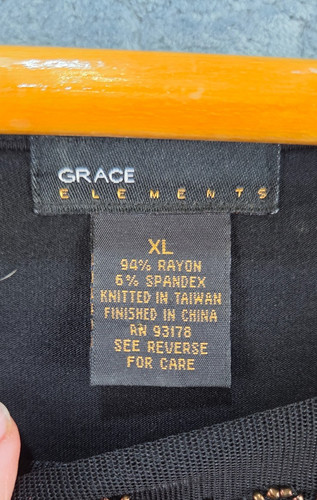 GRACE
ELEMENTS
XL
94% RAYON
6% SPANDEX
KNITTED IN TAIWAN
FINISHED IN CHINA
RN 93178
SEE REVERSE
FOR CARE